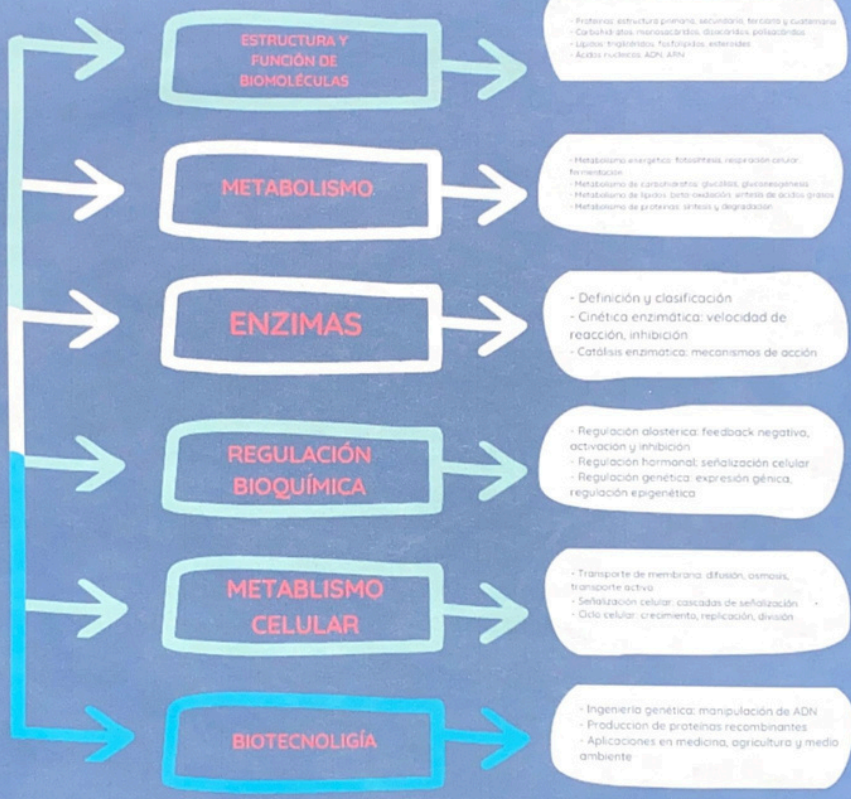 ESTRUCTURA Y
FUNCIÓN DE
BIOMOLÉCULAS
- Proteínas: estructura primaria, secundaria, terciaria y cuaternaria
- Carbohidratos: monosacáridos, disacáridos, polisacáridos
- Lípidos: triglicéridos, fosfolípidos, esteroides
- Ácidos nucleicos: ADN, ARN
METABOLISMO.
- Metabolismo energético: fotosíntesis, respiración celular,
fermentación
- Metabolismo de carbohidratos: glucólisis, gluconeogénesis
- Metabolismo de lípidos: beta-oxidación, síntesis de ácidos grasos
- Metabolismo de proteínas: síntesis y degradación
ENZIMAS
- Definición y clasificación
- Cinética enzimática: velocidad de
reacción, inhibición
- Catálisis enzimática: mecanismos de acción
REGULACIÓN
BIOQUÍMICA
- Regulación alostérica: feedback negativo,
activación y inhibición
- Regulación hormonal: señalización celular
- Regulación genética: expresión génica,
regulación epigenética
METABLISMO
CELULAR
- Transporte de membrana: difusión, osmosis,
transporte activo
- Señalización celular: cascadas de señalización
- Ciclo celular: crecimiento, replicación, división
BIOTECNOLIGÍA
- Ingeniería genética: manipulación de ADN
- Producción de proteínas recombinantes
- Aplicaciones en medicina, agricultura y medio
ambiente